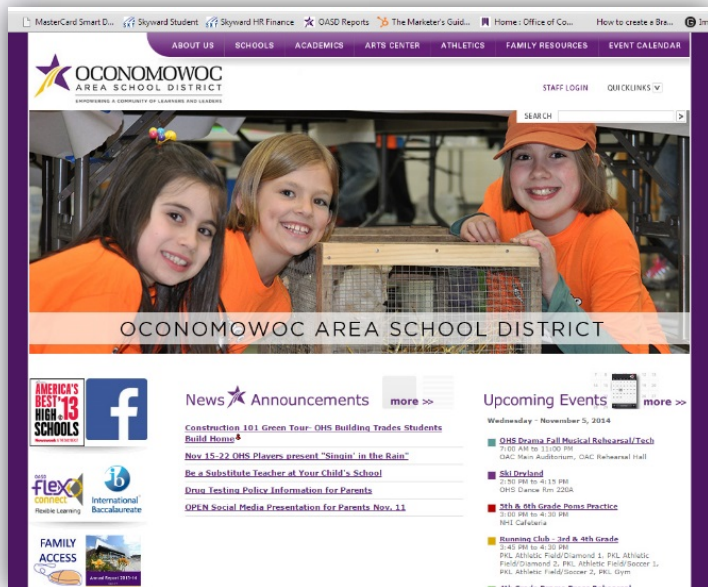 MasterCard Smart D... Skyward Student Skyward HR Finance OASD Reports The Marketer's Guid... Home : Office of Co... How to create a Bra...
ABOUT US SCHOOLS ACADEMICS ARTS CENTER ATHLETICS FAMILY RESOURCES EVENT CALENDAR
OCONOMOWOC
AREA SCHOOL DISTRICT
EMPOWERING A COMMUNITY OF LEARNERS AND LEADERS
STAFF LOGIN QUICKLINKS
SEARCH
OCONOMOWOC AREA SCHOOL DISTRICT
AMERICA'S
BEST '13
HIGH
SCHOOLS
f
News Announcements more >>
Construction 101 Green Tour- OHS Building Trades Students
Build Home
Nov 15-22 OHS Players present "Singin' in the Rain"
Be a Substitute Teacher at Your Child's School
Drug Testing Policy Information for Parents
OPEN Social Media Presentation for Parents Nov. 11
OASD
flex
connect
Flexible Learning
International
Baccalaureate
FAMILY
ACCESS
Annual Report 2013-14
Upcoming Events more >>
Wednesday - November 5, 2014
OHS Drama Fall Musical Rehearsal/Tech
7:00 AM to 11:00 PM
OAC Main Auditorium, OAC Rehearsal Hall
Ski Dryland
2:50 PM to 4:15 PM
OHS Dance Rm 220A
5th & 6th Grade Poms Practice
3:00 PM to 4:30 PM
NHI Cafeteria
Running Club - 3rd & 4th Grade
3:45 PM to 4:30 PM
PKL Athletic Field/Diamond 1, PKL Athletic
Field/Diamond 2, PKL Athletic Field/Soccer 1,
PKL Athletic Field/Soccer 2, PKL Gym